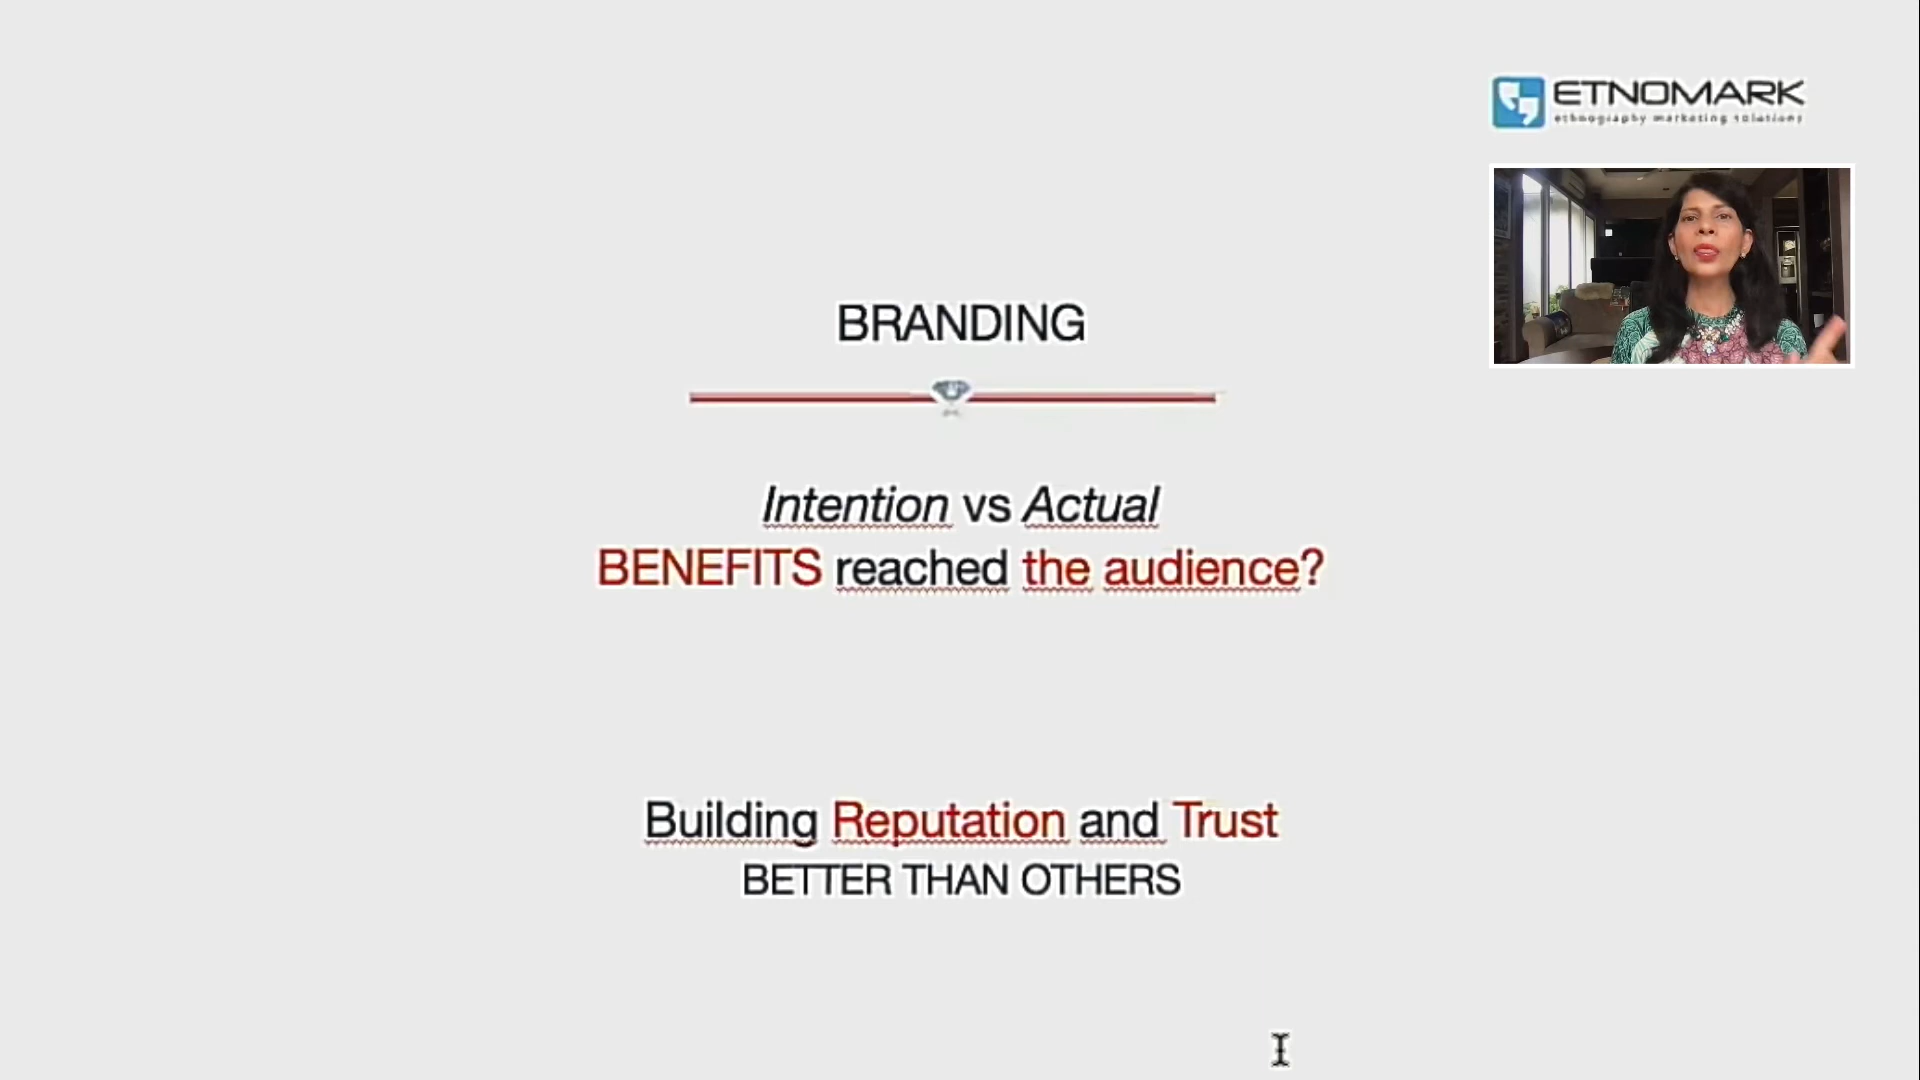 ETNOMARK
ethnography marketing solutions
BRANDING
Intention vs Actual
BENEFITS reached the audience?
Building Reputation and Trust
BETTER THAN OTHERS